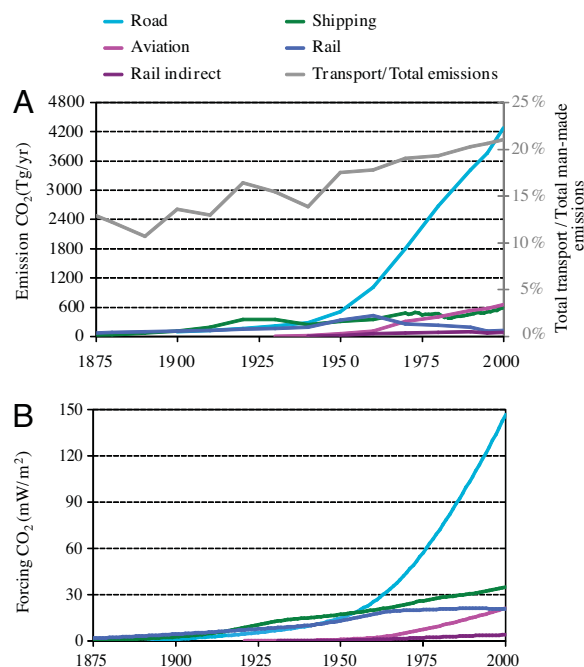 Road Shipping
Aviation Rail
Rail indirect Transport/Total emissions
A
4800 25%
4200
3600 20%
3000 15%
2400
1800 10%
1200
600 5%
0 0%
Emission CO2(Tg/yr)
Total transport/Total man-made
emissions
1875 1900 1925 1950 1975 2000
B
150
120
90
60
30
0
Forcing CO2(mW/m2)
1875 1900 1925 1950 1975 2000